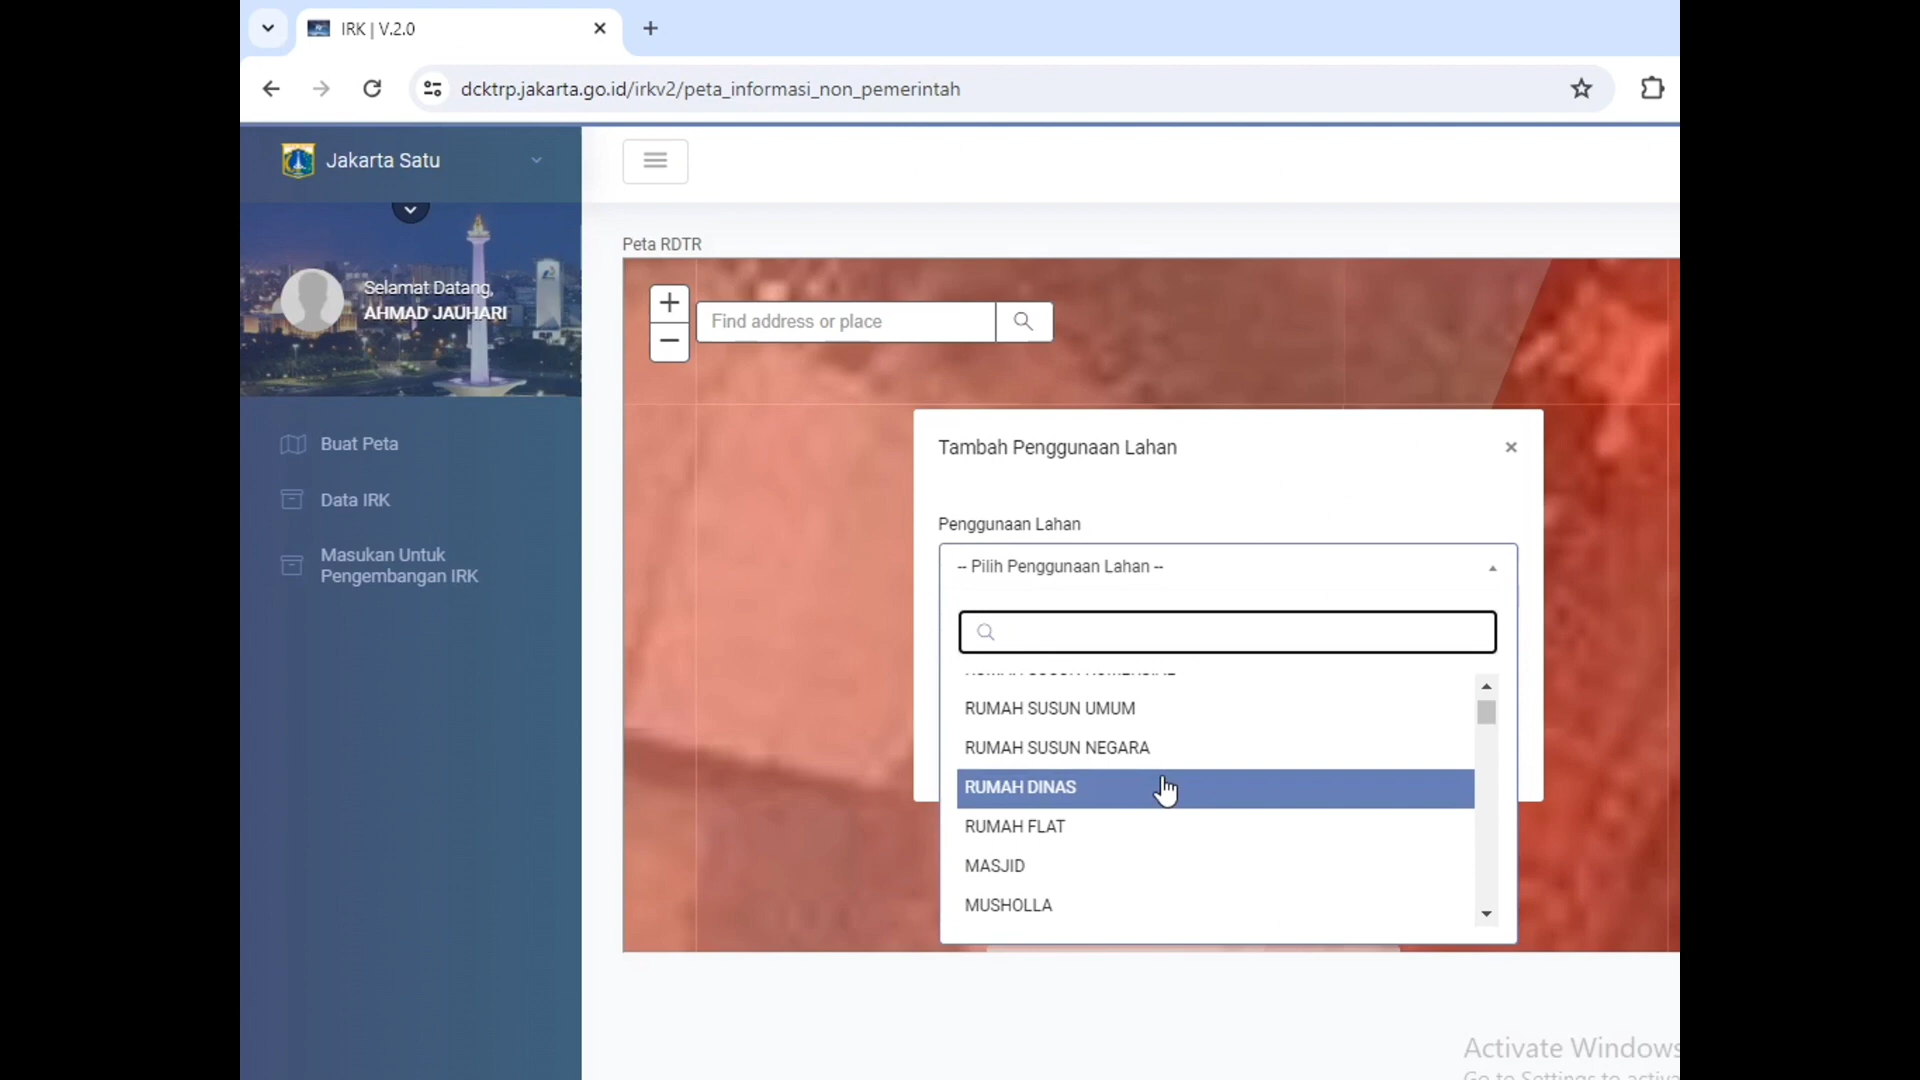 IRK | V.2.0
dcktrp.jakarta.go.id/irkv2/peta_informasi_non_pemerintah
Jakarta Satu
Selamat Datang,
AHMAD JAUHARI
Buat Peta
Data IRK
Masukan Untuk
Pengembangan IRK
Peta RDTR
+
Find address or place
−
Tambah Penggunaan Lahan
×
Penggunaan Lahan
-- Pilih Penggunaan Lahan --
RUMAH SUSUN UMUM
RUMAH SUSUN NEGARA
RUMAH DINAS
RUMAH FLAT
MASJID
MUSHOLLA
Activate Windows